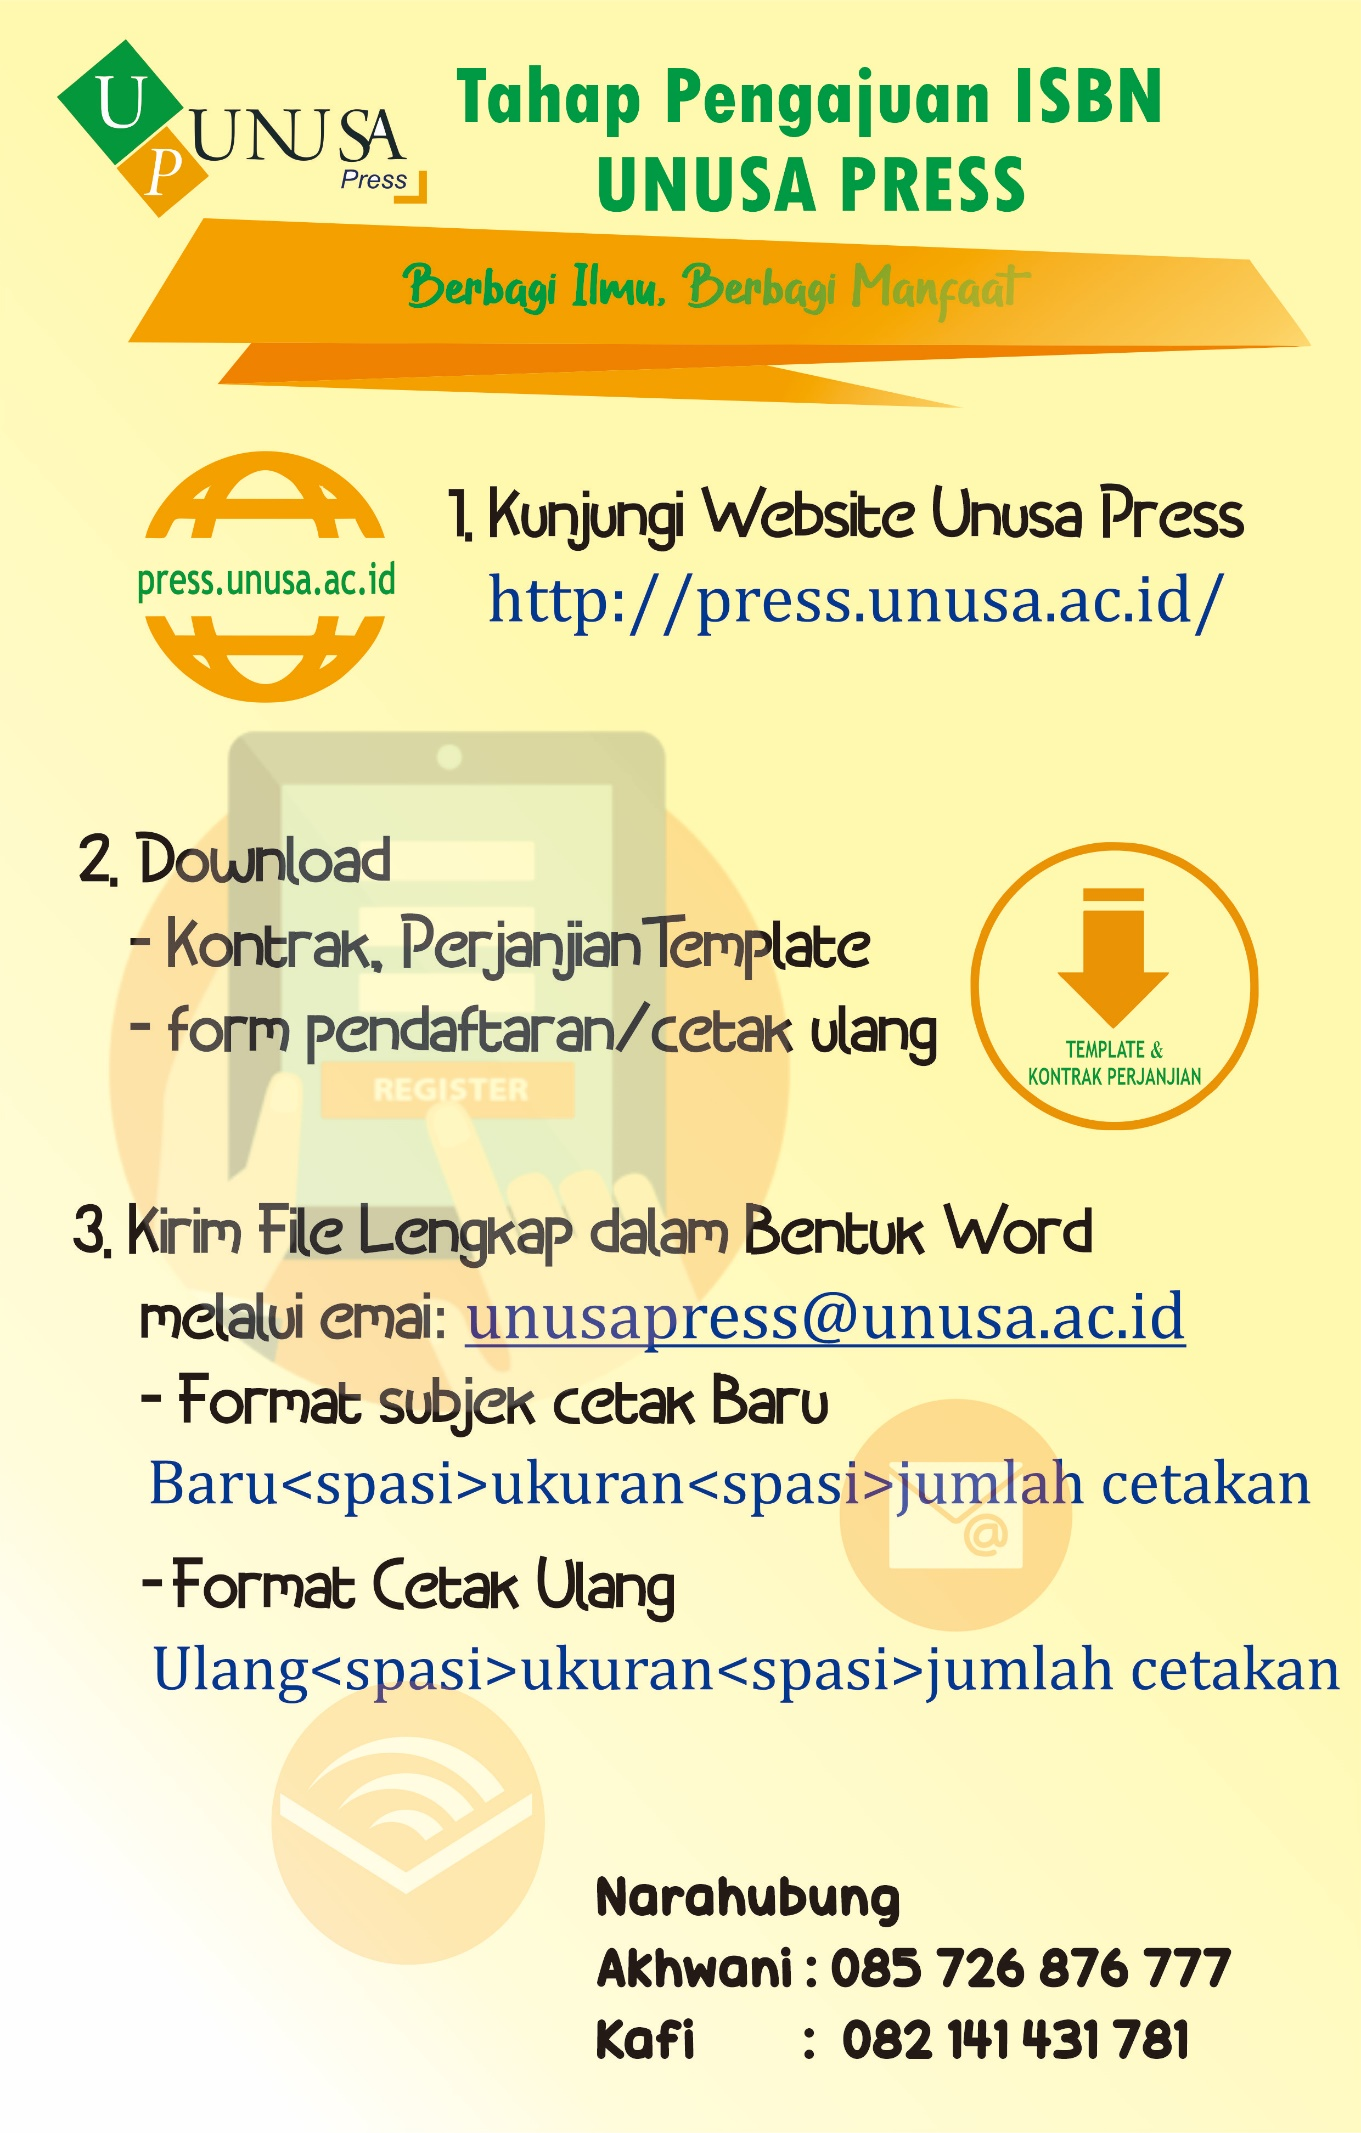 U
P
UNUSA
Press
Tahap Pengajuan ISBN
UNUSA PRESS
Berbagi Ilmu, Berbagi Manfaat
press.unusa.ac.id
1. Kunjungi Website Unusa Press
http://press.unusa.ac.id/
2. Download
- Kontrak, Perjanjian Template
- form pendaftaran/cetak ulang
REGISTER
TEMPLATE &
KONTRAK PERJANJIAN
3. Kirim File Lengkap dalam Bentuk Word
melalui emai: unusapress@unusa.ac.id
- Format subjek cetak Baru
Baru<spasi>ukuran<spasi>jumlah cetakan
@
- Format Cetak Ulang
Ulang<spasi>ukuran<spasi>jumlah cetakan
Narahubung
Akhwani : 085 726 876 777
Kafi : 082 141 431 781